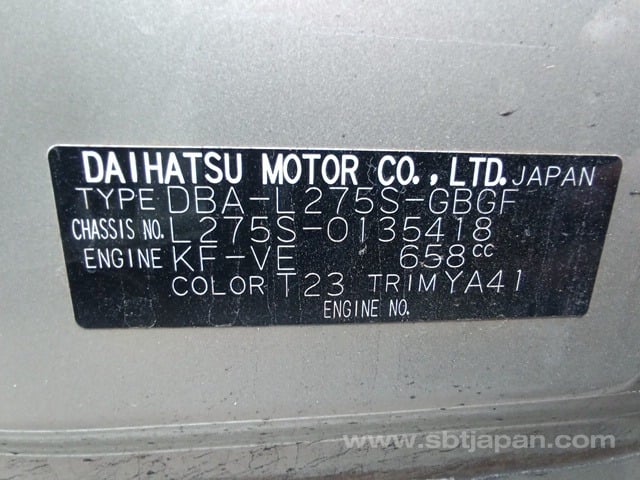 DAIHATSU MOTOR CO., LTD. JAPAN
TYPE DBA-L275S-GBGF
CHASSIS NO. L275S-0135418
ENGINE KF-VE 658cc
COLOR T23 TRIM YA41
ENGINE NO.
www.sbtjapan.com